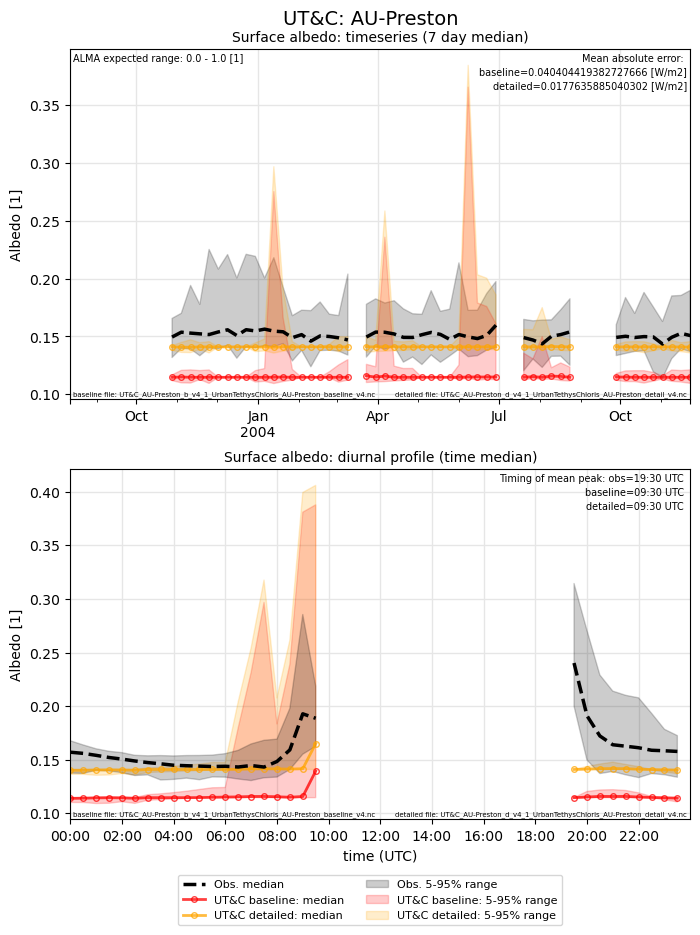 UT&C: AU-Preston
Surface albedo: timeseries (7 day median)
ALMA expected range: 0.0 - 1.0 [1]
Mean absolute error:
baseline=0.040404419382727666 [W/m2]
detailed=0.0177635885040302 [W/m2]
0.35
0.30
0.25
0.20
0.15
0.10
Albedo [1]
baseline file: UT&C_AU-Preston_b_v4_1_UrbanTethysChloris_AU-Preston_baseline_v4.nc
detailed file: UT&C_AU-Preston_d_v4_1_UrbanTethysChloris_AU-Preston_detail_v4.nc
Oct Jan Apr Jul Oct
2004
Surface albedo: diurnal profile (time median)
Timing of mean peak: obs=19:30 UTC
baseline=09:30 UTC
detailed=09:30 UTC
0.40
0.35
0.30
0.25
0.20
0.15
0.10
Albedo [1]
baseline file: UT&C_AU-Preston_b_v4_1_UrbanTethysChloris_AU-Preston_baseline_v4.nc
detailed file: UT&C_AU-Preston_d_v4_1_UrbanTethysChloris_AU-Preston_detail_v4.nc
00:00 02:00 04:00 06:00 08:00 10:00 12:00 14:00 16:00 18:00 20:00 22:00
time (UTC)
Obs. median
UT&C baseline: median
UT&C detailed: median
Obs. 5-95% range
UT&C baseline: 5-95% range
UT&C detailed: 5-95% range